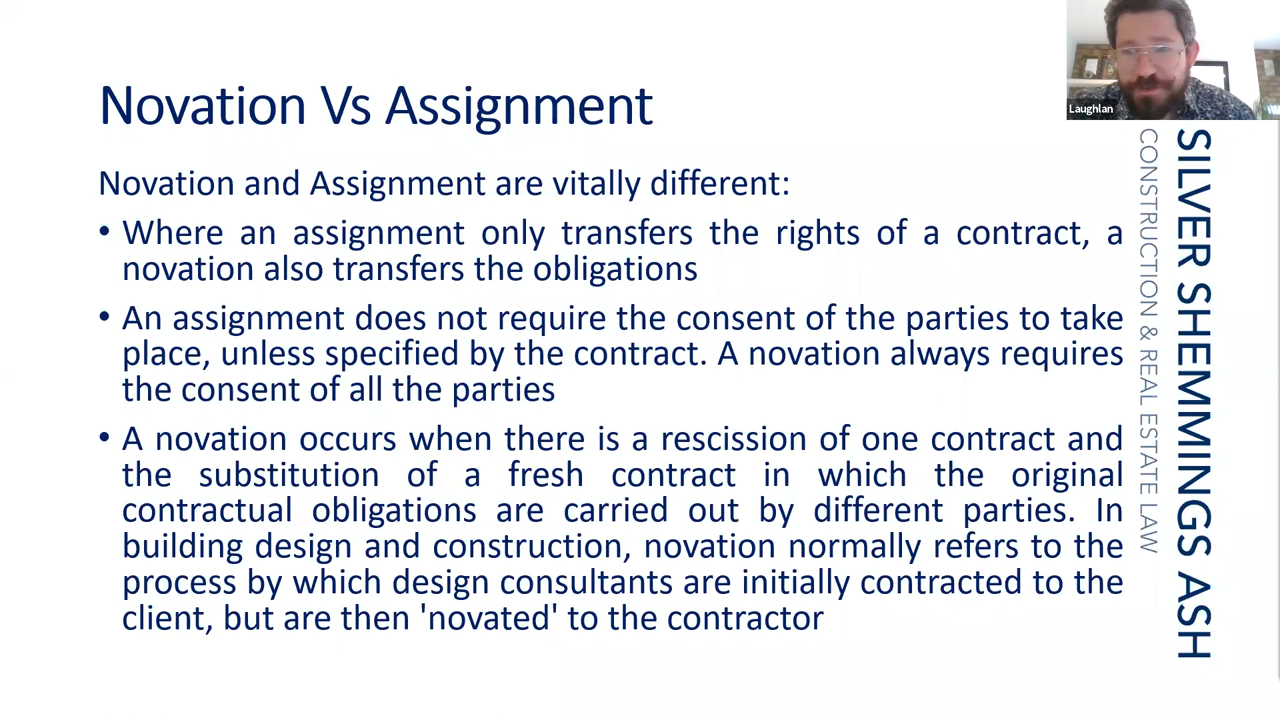 Novation Vs Assignment
Novation and Assignment are vitally different:
• Where an assignment only transfers the rights of a contract, a
novation also transfers the obligations
• An assignment does not require the consent of the parties to take
place, unless specified by the contract. A novation always requires
the consent of all the parties
• A novation occurs when there is a rescission of one contract and
the substitution of a fresh contract in which the original
contractual obligations are carried out by different parties. In
building design and construction, novation normally refers to the
process by which design consultants are initially contracted to the
client, but are then 'novated' to the contractor
Laughlan
SILVER SHEMMINGS ASH
CONSTRUCTION & REAL ESTATE LAW